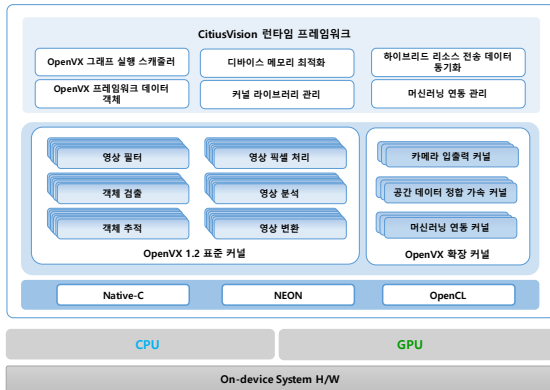 CitiusVision 런타임 프레임워크
OpenVX 그래프 실행 스캐줄러
디바이스 메모리 최적화
하이브리드 리소스 전송 데이터
동기화
OpenVX 프레임워크 데이터
객체
커널 라이브러리 관리
머신러닝 연동 관리
영상 필터
영상 픽셀 처리
카메라 입출력 커널
객체 검출
영상 분석
공간 데이터 정합 가속 커널
객체 추적
영상 변환
머신러닝 연동 커널
OpenVX 1.2 표준 커널
OpenVX 확장 커널
Native-C
NEON
OpenCL
CPU
GPU
On-device System H/W